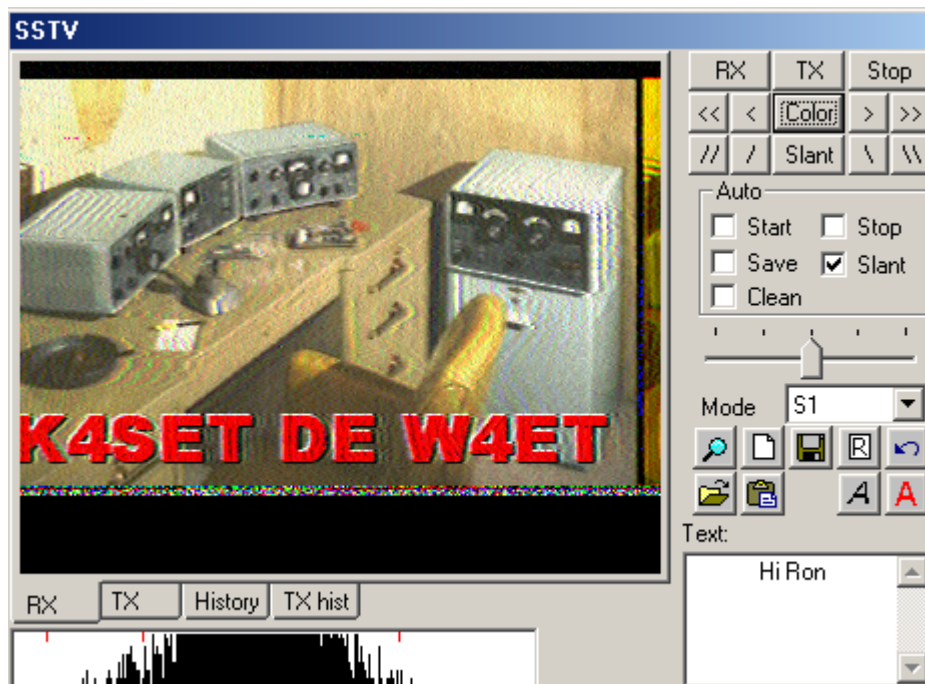 SSTV
RX TX Stop
<< < Color > >>
// / Slant \ \\
Auto
Start Stop
Save Slant
Clean
K4SET DE W4ET
Mode S1
R
A A
Text:
Hi Ron
RX TX History TX hist